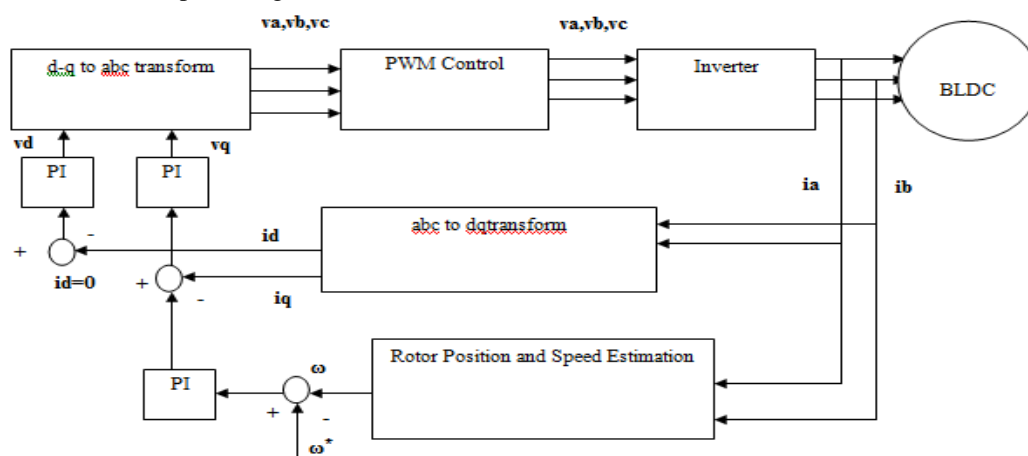 va,vb,vc
va,vb,vc
d-q to abc transform
PWM Control
Inverter
BLDC
vd
vq
PI
PI
ia
ib
abc to dqtransform
id
+
-
id=0
+
-
iq
Rotor Position and Speed Estimation
PI
ω
+
-
ω*